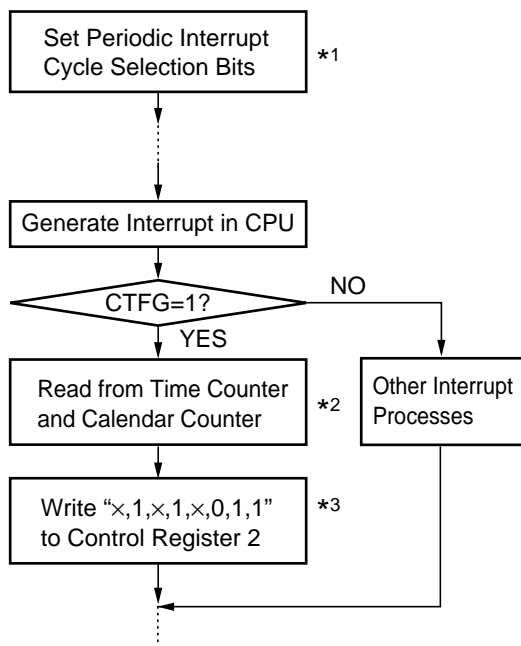 Set Periodic Interrupt
Cycle Selection Bits
*1
Generate Interrupt in CPU
CTFG=1?
NO
YES
Read from Time Counter
and Calendar Counter
*2
Other Interrupt
Processes
Write “×,1,×,1,×,0,1,1”
to Control Register 2
*3